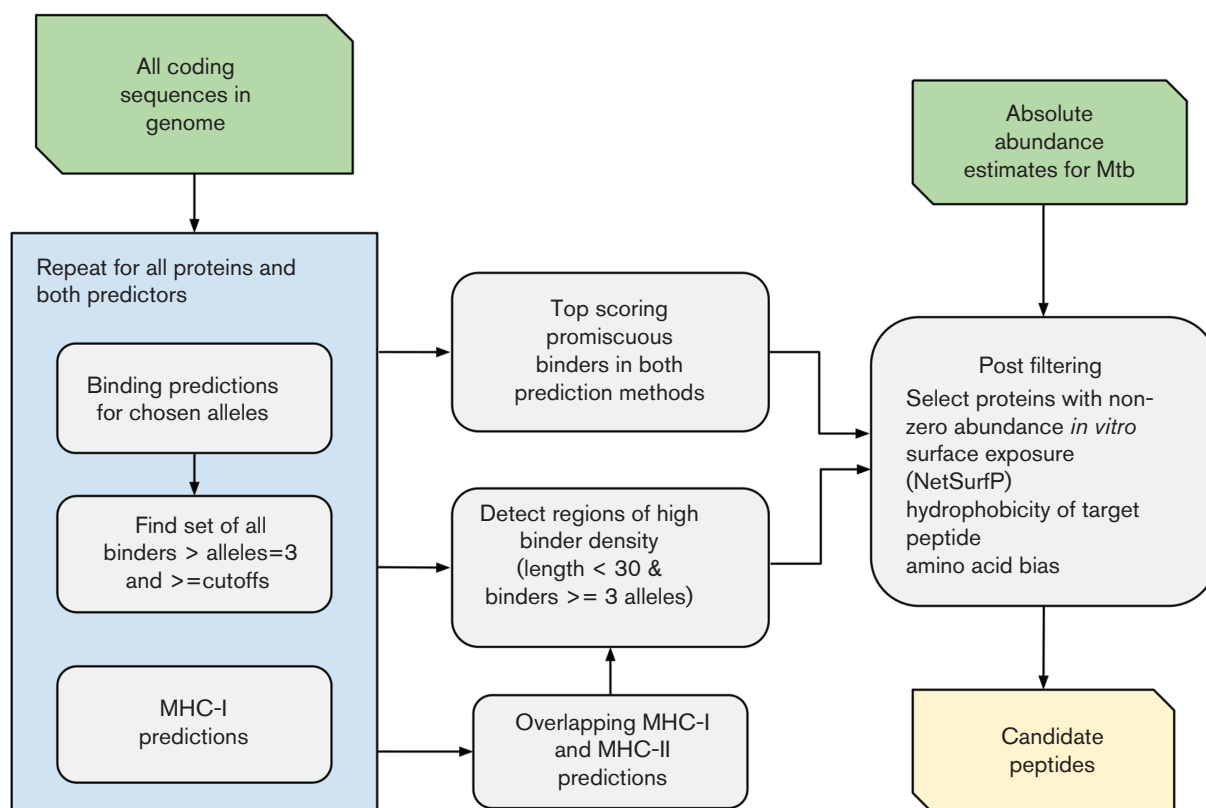 All coding
sequences in
genome
Absolute
abundance
estimates for Mtb
Repeat for all proteins and
both predictors
Binding predictions
for chosen alleles
Find set of all
binders > alleles=3
and >=cutoffs
MHC-I
predictions
Top scoring
promiscuous
binders in both
prediction methods
Detect regions of high
binder density
(length < 30 &
binders >= 3 alleles)
Overlapping MHC-I
and MHC-II
predictions
Post filtering
Select proteins with non-
zero abundance in vitro
surface exposure
(NetSurfP)
hydrophobicity of target
peptide
amino acid bias
Candidate
peptides